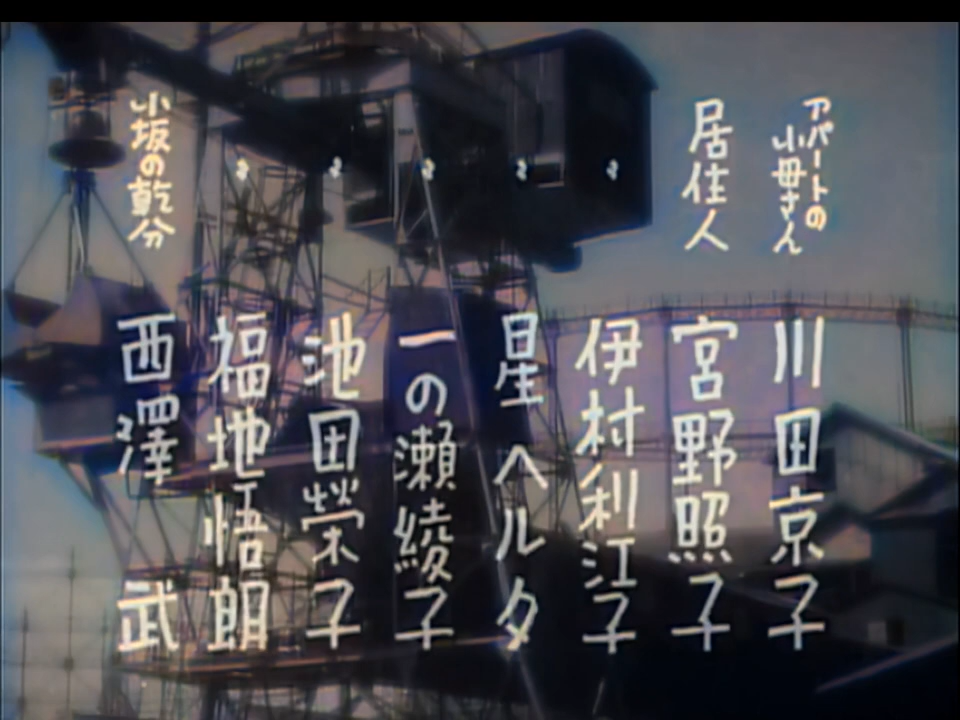 アパートの
小母さん
川田京子
居住人
宮野照子
〻
伊村利江子
〻
星ヘルタ
〻
一の瀬綾子
〻
池田榮子
〻
福地悟朗
小坂の乾分
西澤武